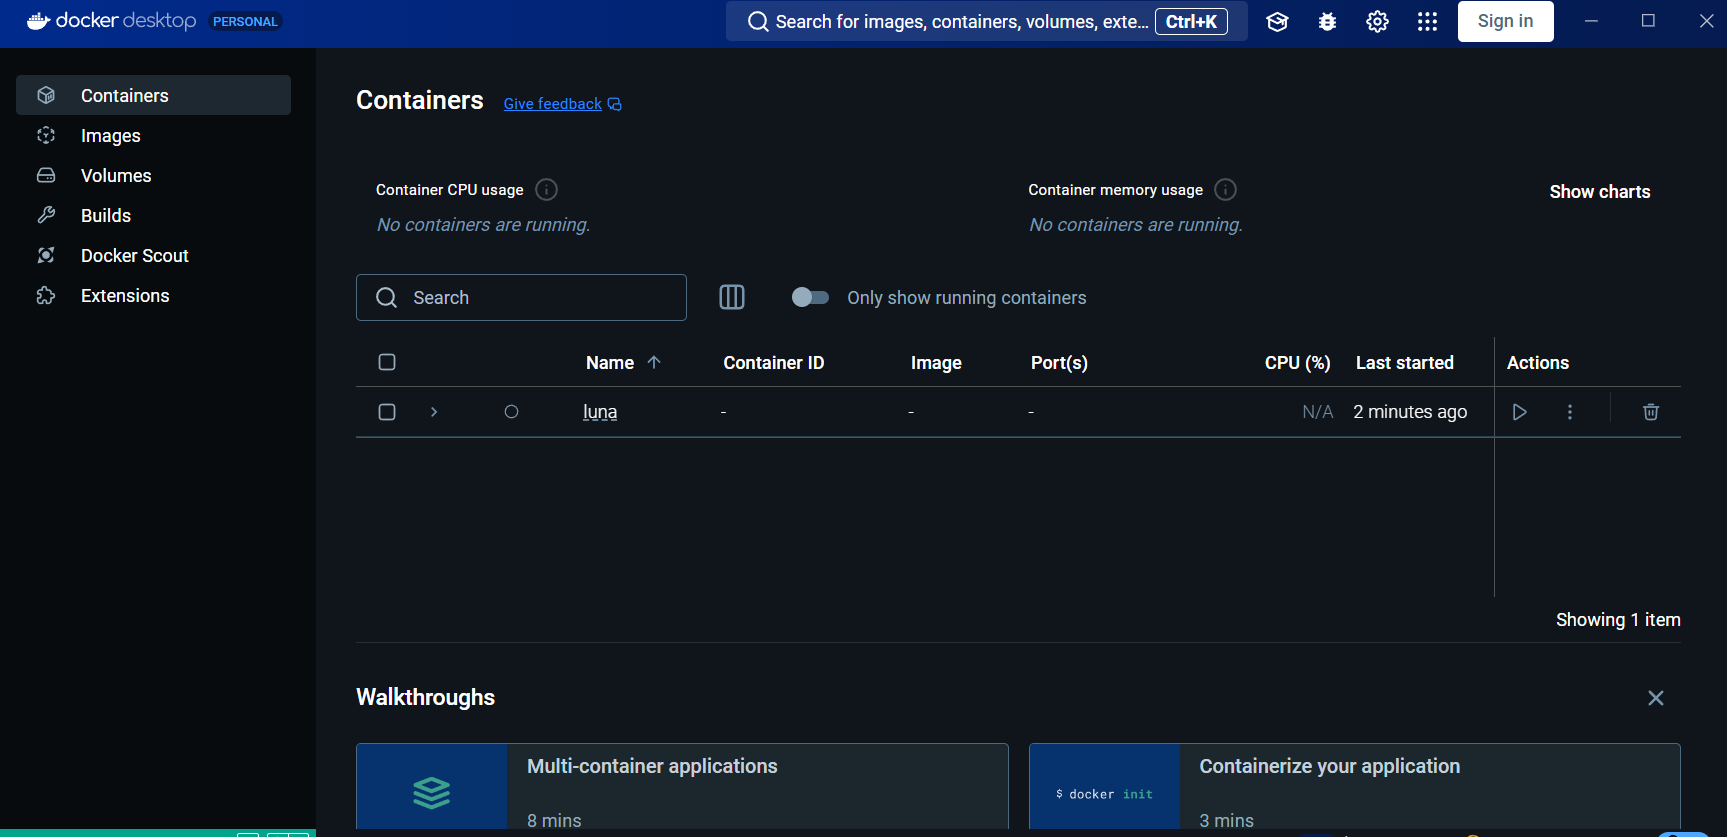 docker desktop PERSONAL
Search for images, containers, volumes, exte... Ctrl+K
Sign in
Containers
Images
Volumes
Builds
Docker Scout
Extensions
Containers Give feedback
Container CPU usage
No containers are running.
Container memory usage
No containers are running.
Show charts
Search
Only show running containers
Name Container ID Image Port(s) CPU (%) Last started Actions
luna - - - N/A 2 minutes ago
Showing 1 item
Walkthroughs
Multi-container applications
8 mins
$ docker init
Containerize your application
3 mins